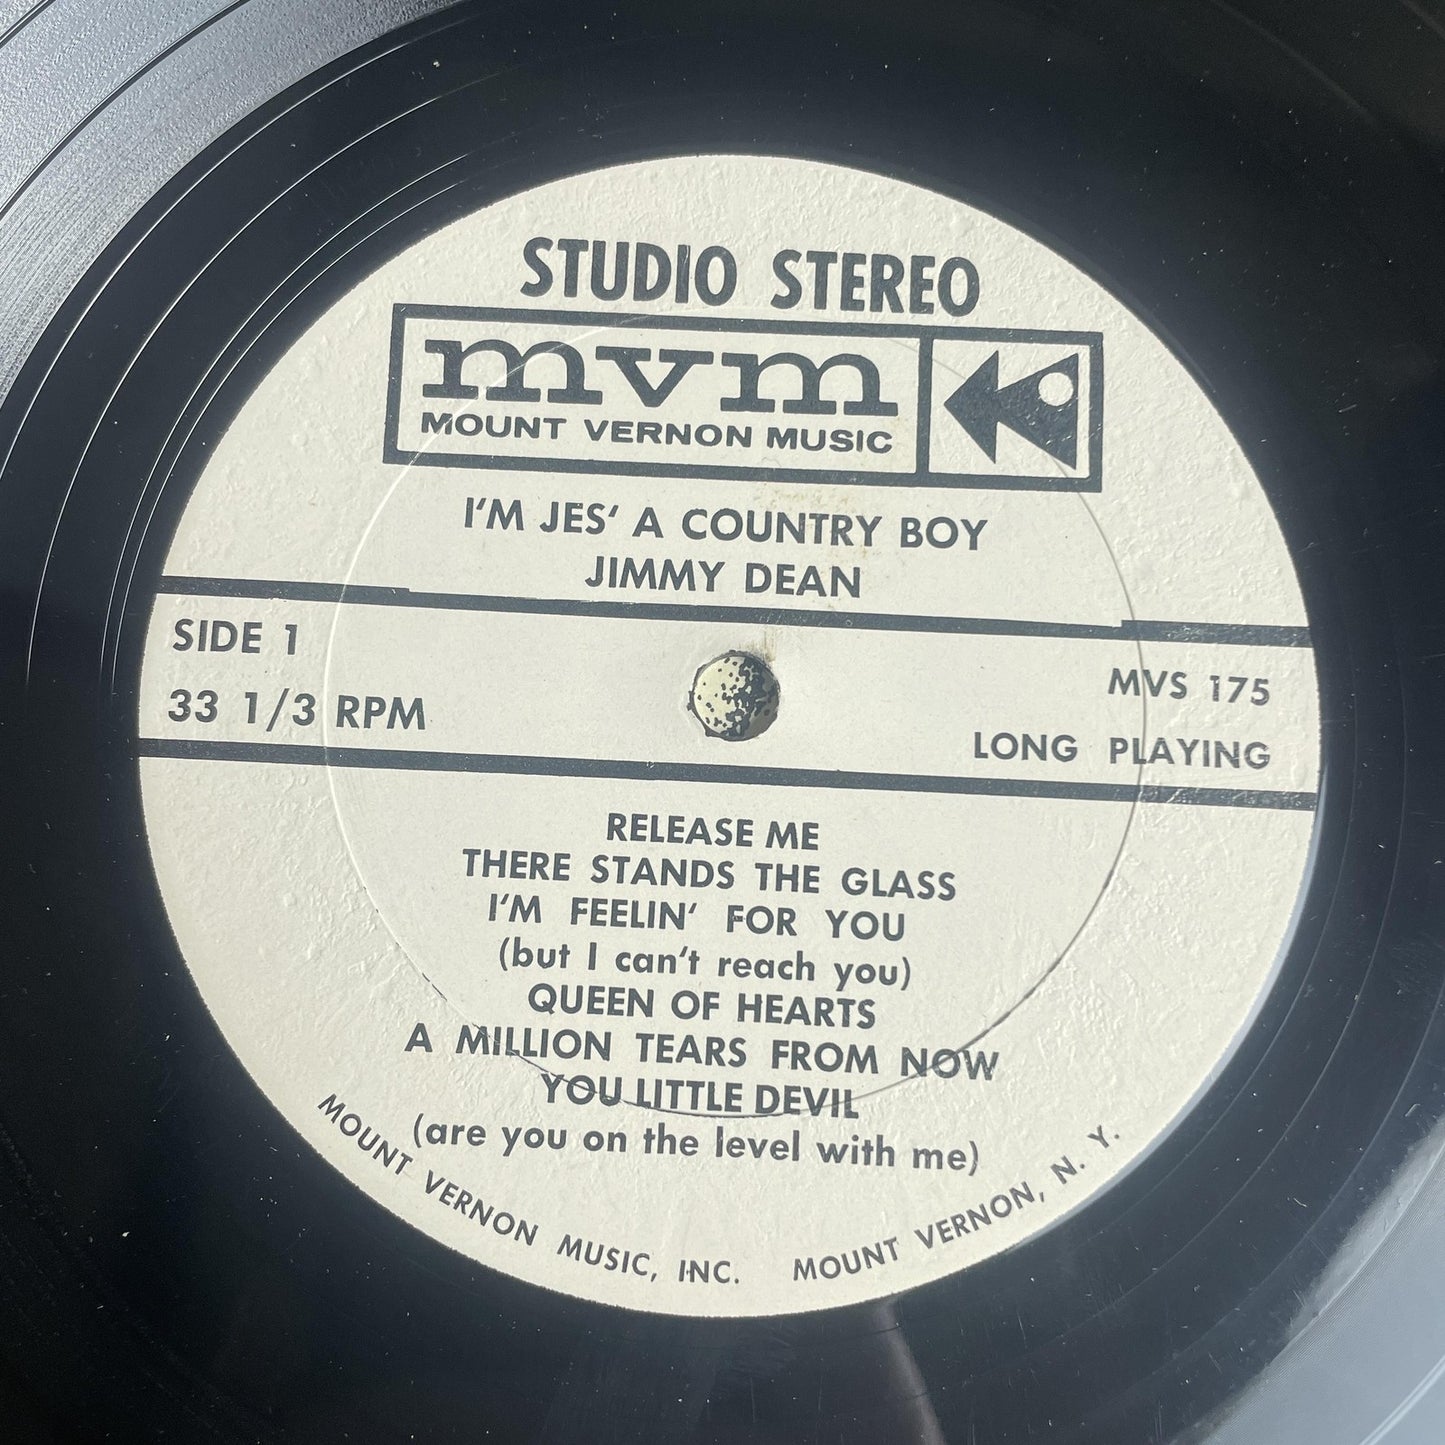 STUDIO STEREO
mvm
MOUNT VERNON MUSIC
I'M JES' A COUNTRY BOY
JIMMY DEAN
SIDE 1
33 1/3 RPM
MVS 175
LONG PLAYING
RELEASE ME
THERE STANDS THE GLASS
I'M FEELIN' FOR YOU
(but I can't reach you)
QUEEN OF HEARTS
A MILLION TEARS FROM NOW
YOU LITTLE DEVIL
(are you on the level with me)
MOUNT VERNON MUSIC, INC. MOUNT VERNON, N. Y.